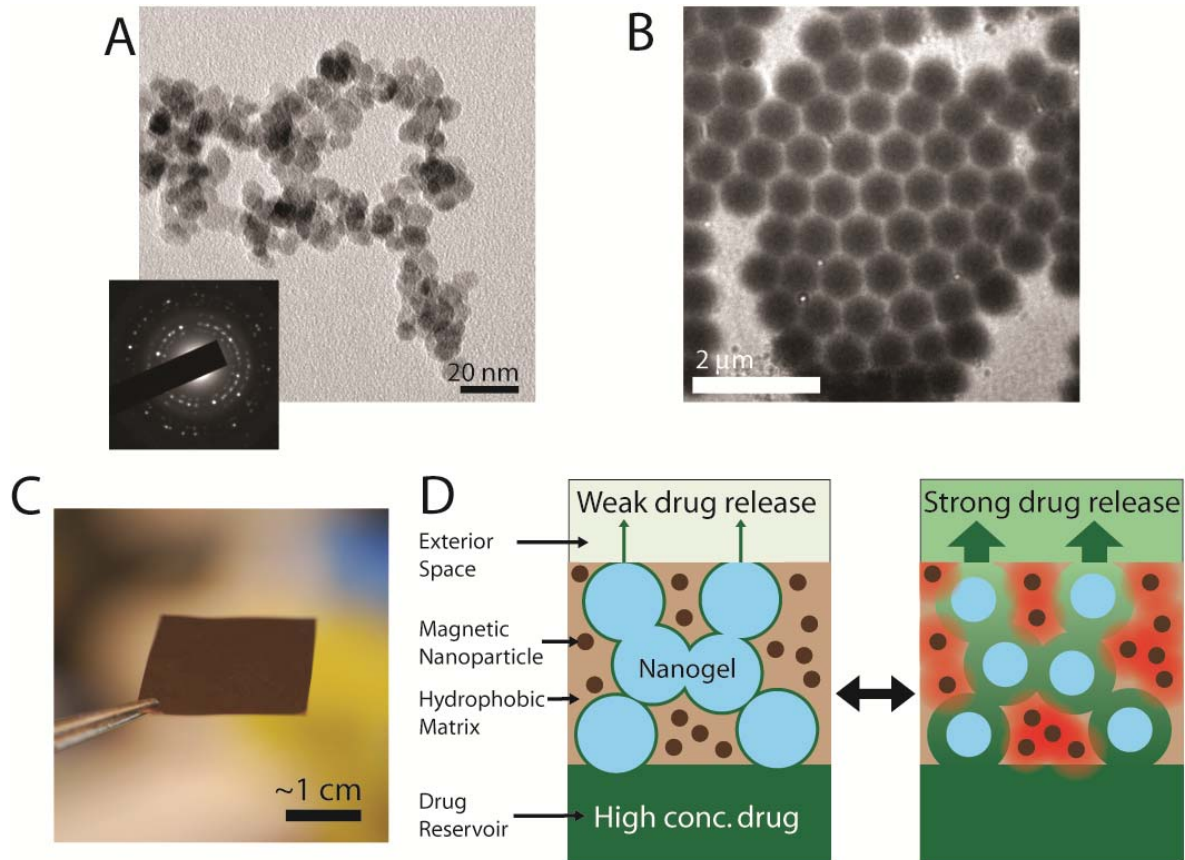 A
B
20 nm
2 μm
C
D
~1 cm
Weak drug release
Strong drug release
Exterior
Space
Magnetic
Nanoparticle
Nanogel
Hydrophobic
Matrix
Drug
Reservoir
High conc. drug